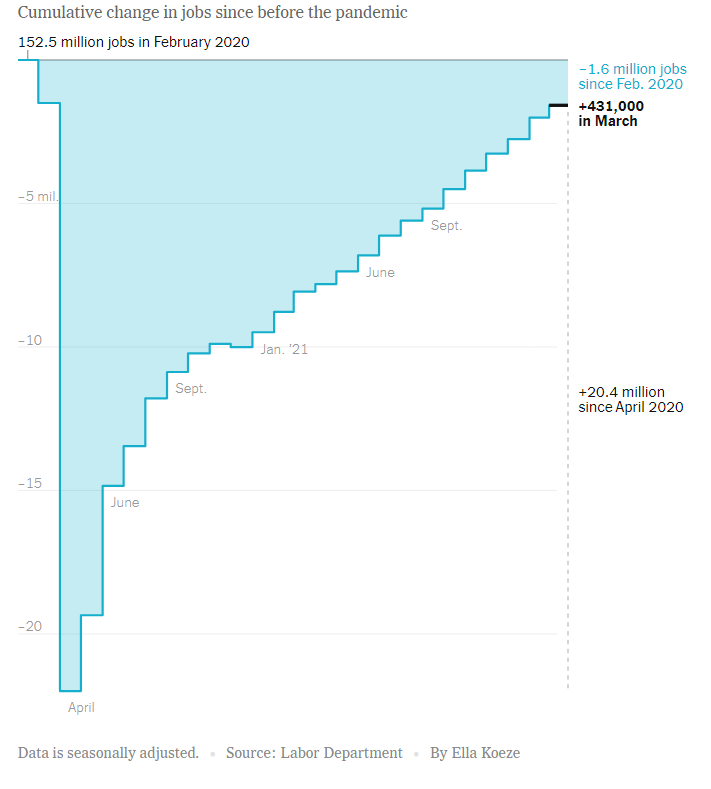 Cumulative change in jobs since before the pandemic
152.5 million jobs in February 2020
−1.6 million jobs
since Feb. 2020
+431,000
in March
−5 mil.
Sept.
June
−10
Jan. ’21
Sept.
+20.4 million
since April 2020
−15
June
−20
April
Data is seasonally adjusted. • Source: Labor Department • By Ella Koeze